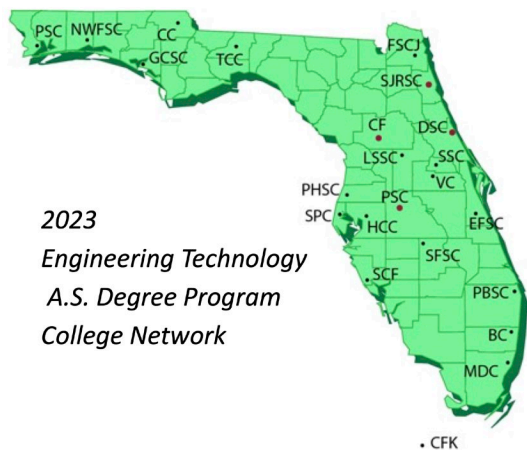 PSC NWFSC CC
GCSC TCC
FSCJ
SJRSC
CF DSC
LSSC SSC
VC
PHSC PSC
SPC HCC EFSC
SFSC
SCF PBSC
BC
MDC
CFK
2023
Engineering Technology
A.S. Degree Program
College Network